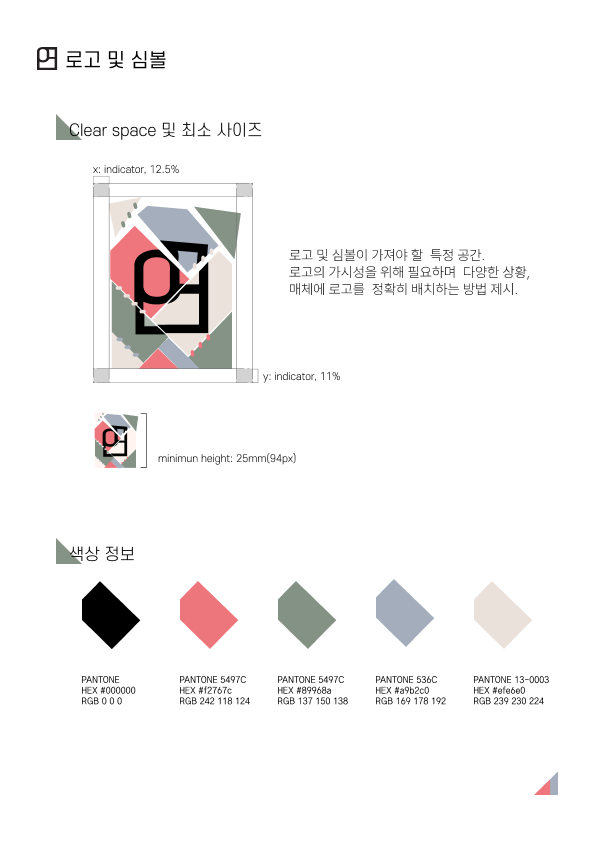 로고 및 심볼
Clear space 및 최소 사이즈
x: indicator, 12.5%
로고 및 심볼이 가져야 할 특정 공간.
로고의 가시성을 위해 필요하며 다양한 상황,
매체에 로고를 정확히 배치하는 방법 제시.
y: indicator, 11%
minimun height: 25mm(94px)
색상 정보
PANTONE
HEX #000000
RGB 0 0 0
PANTONE 5497C
HEX #f2767c
RGB 242 118 124
PANTONE 5497C
HEX #89968a
RGB 137 150 138
PANTONE 536C
HEX #a9b2c0
RGB 169 178 192
PANTONE 13-0003
HEX #efe6e0
RGB 239 230 224